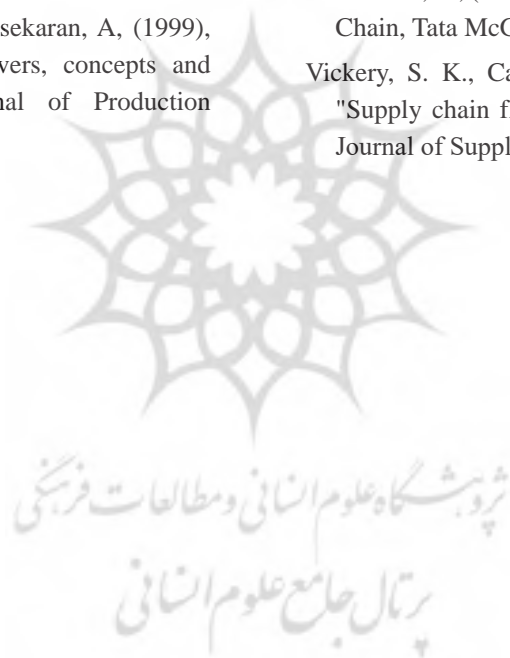 sekaran, A, (1999),
vers, concepts and
nal of Production
Chain, Tata McC
Vickery, S. K., Ca
"Supply chain f
Journal of Suppl
پژوهشگاه علوم انسانی و مطالعات فرهنگی
پرتال جامع علوم انسانی